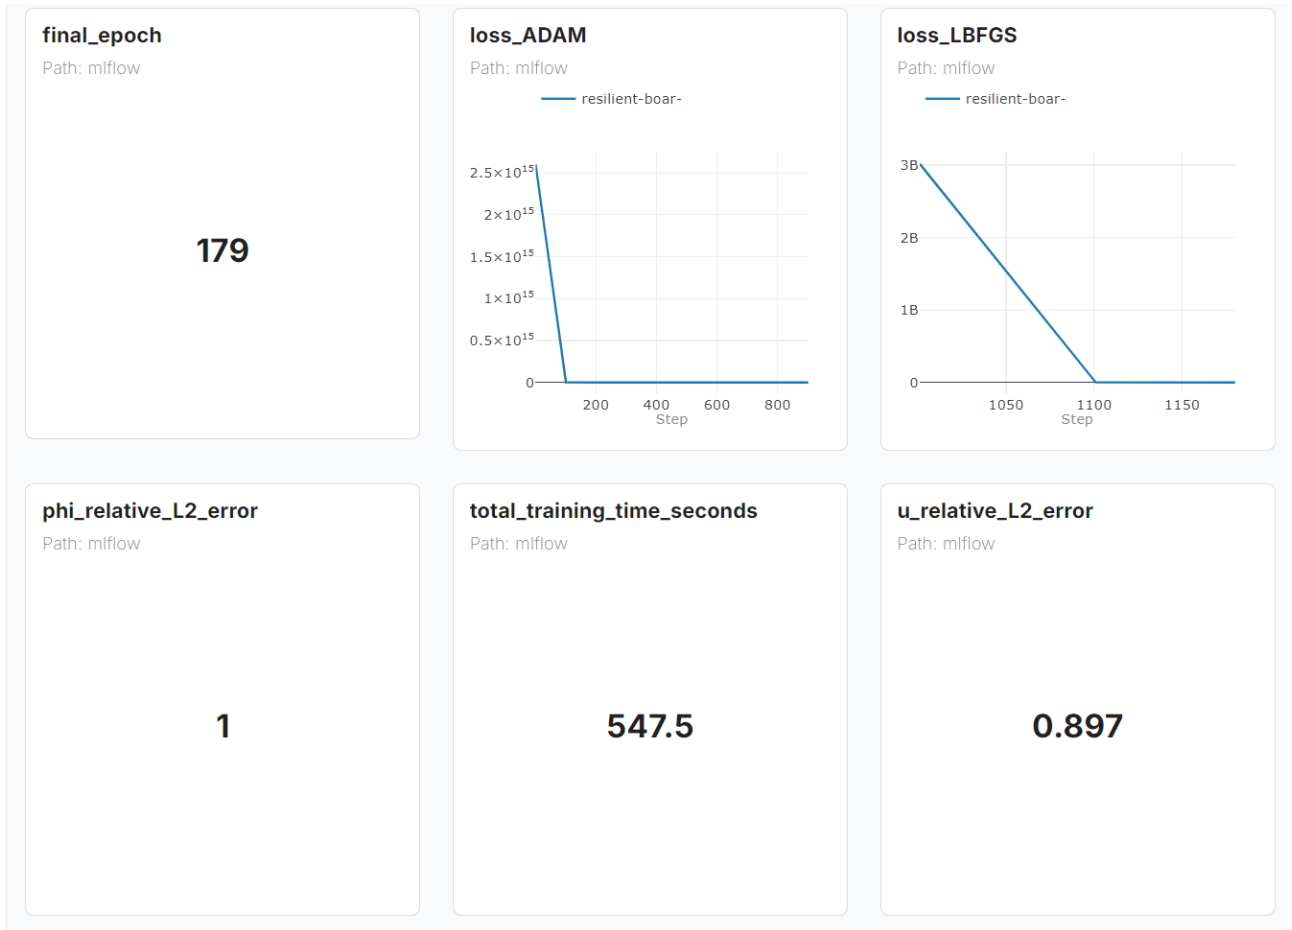 final_epoch
Path: mlflow
179
loss_ADAM
Path: mlflow
resilient-boar-
2.5×10¹⁵
2×10¹⁵
1.5×10¹⁵
1×10¹⁵
0.5×10¹⁵
0
200 400 600 800
Step
loss_LBFGS
Path: mlflow
resilient-boar-
3B
2B
1B
0
1050 1100 1150
Step
phi_relative_L2_error
Path: mlflow
1
total_training_time_seconds
Path: mlflow
547.5
u_relative_L2_error
Path: mlflow
0.897